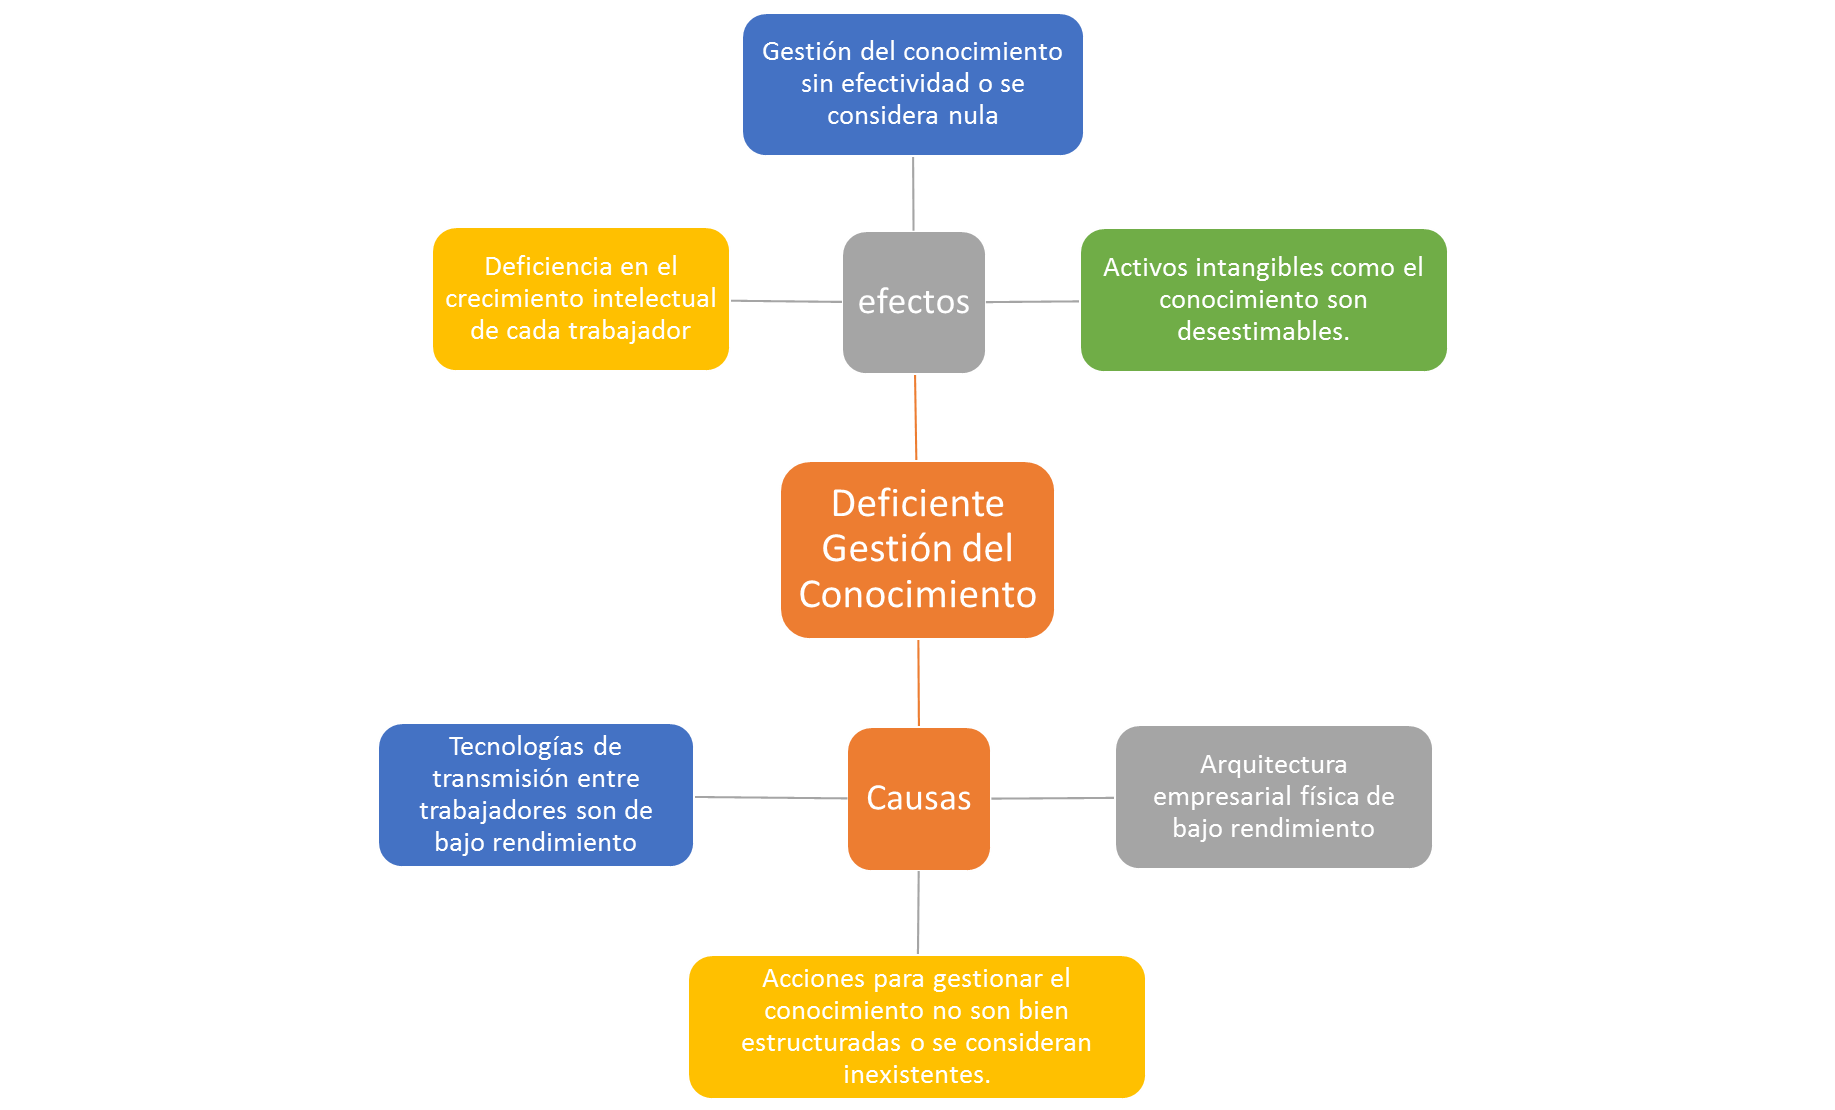 Gestión del conocimiento
sin efectividad o se
considera nula
Deficiencia en el
crecimiento intelectual
de cada trabajador
efectos
Activos intangibles como el
conocimiento son
desestimables.
Deficiente
Gestión del
Conocimiento
Tecnologías de
transmisión entre
trabajadores son de
bajo rendimiento
Causas
Arquitectura
empresarial física de
bajo rendimiento
Acciones para gestionar el
conocimiento no son bien
estructuradas o se consideran
inexistentes.